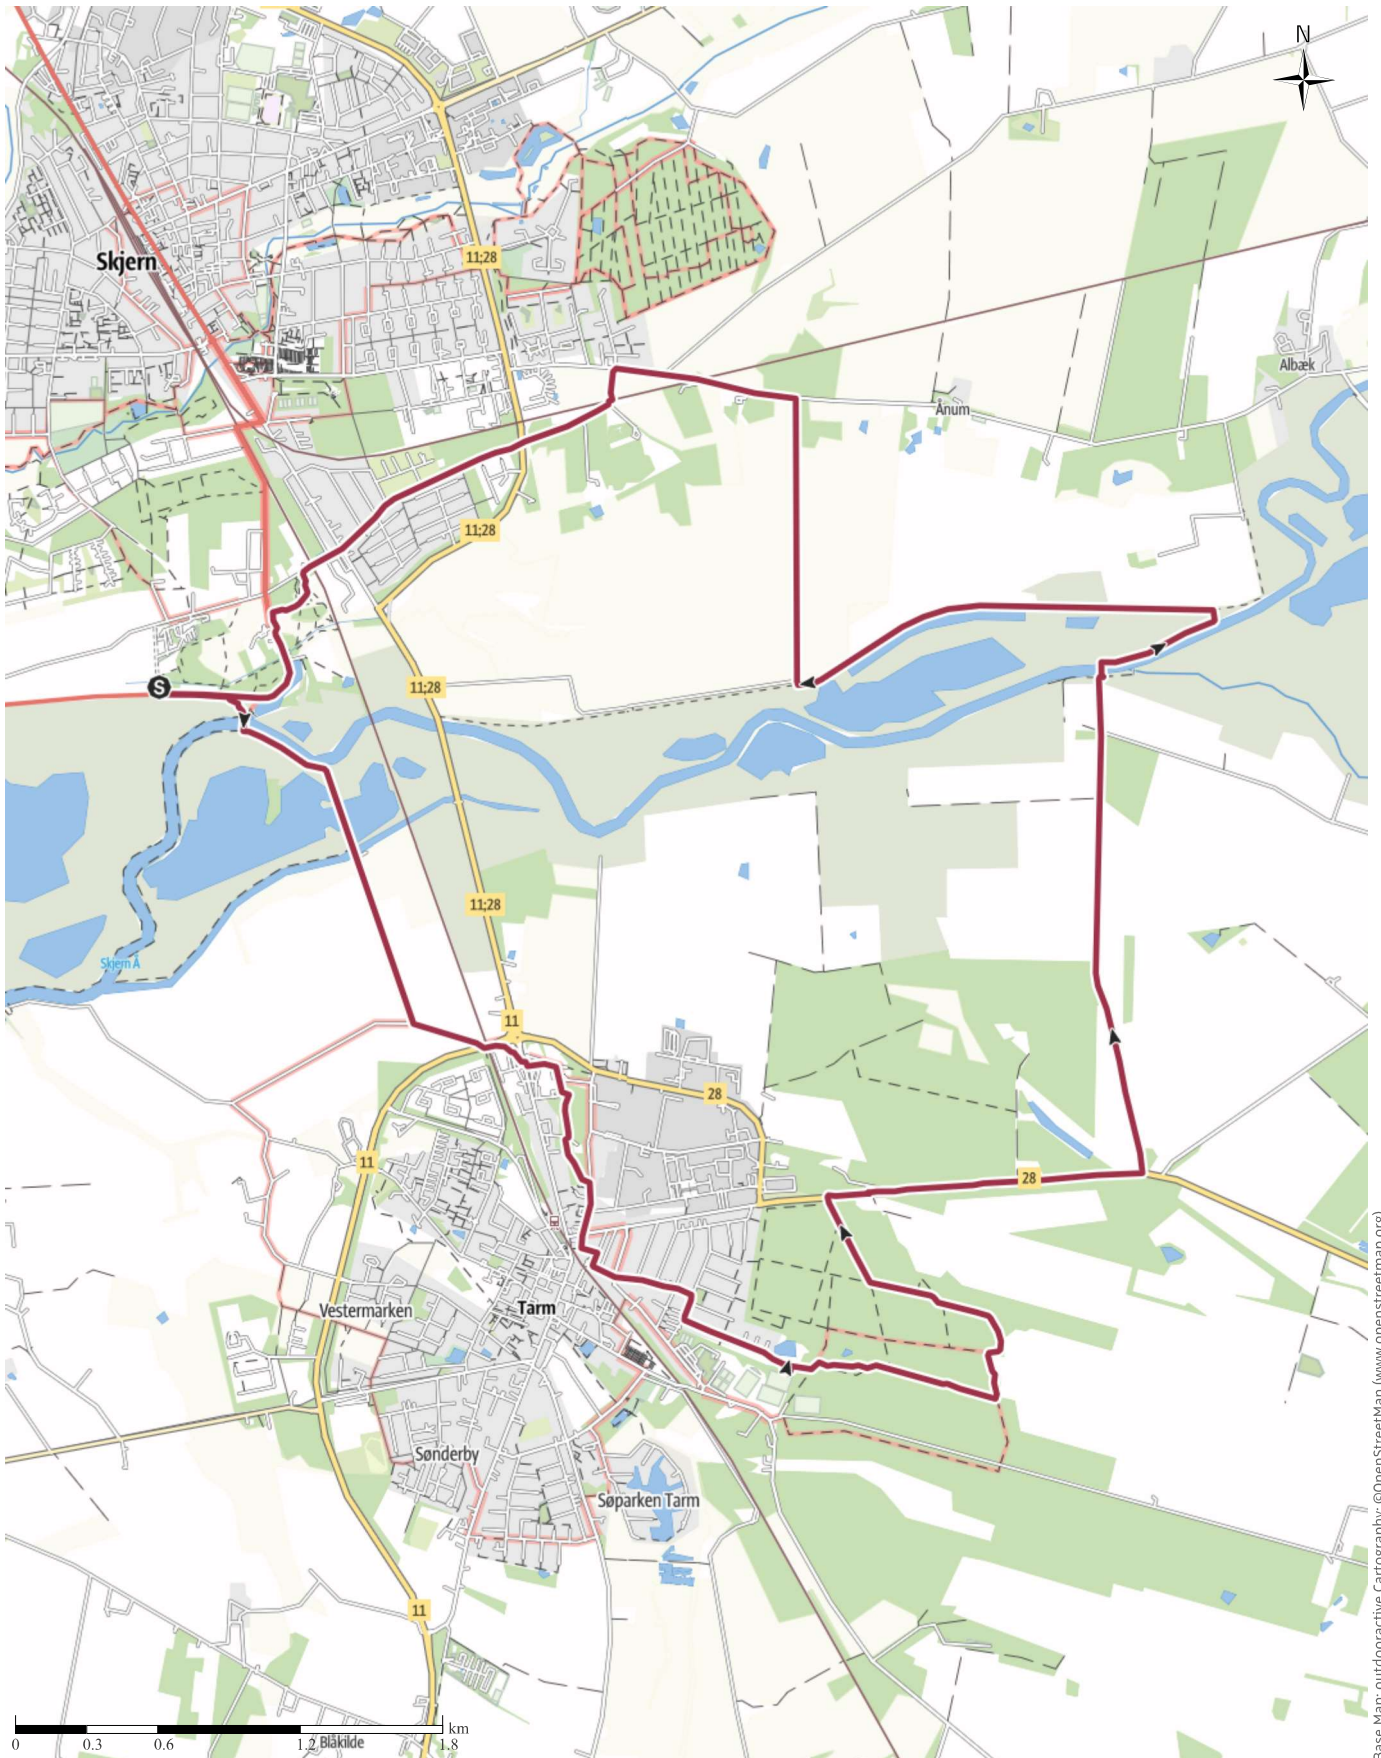 N
11;28
Skjern
Albæk
Ånum
11;28
S
11;28
11;28
Skjern Å
11
28
11
28
Vestermarken
Tarm
Sønderby
Søparken Tarm
11
km
0 0.3 0.6 1.2 1.8
Blåkilde
Base Map: outdooractive Cartography; ©OpenStreetMap (www.openstreetmap.org)